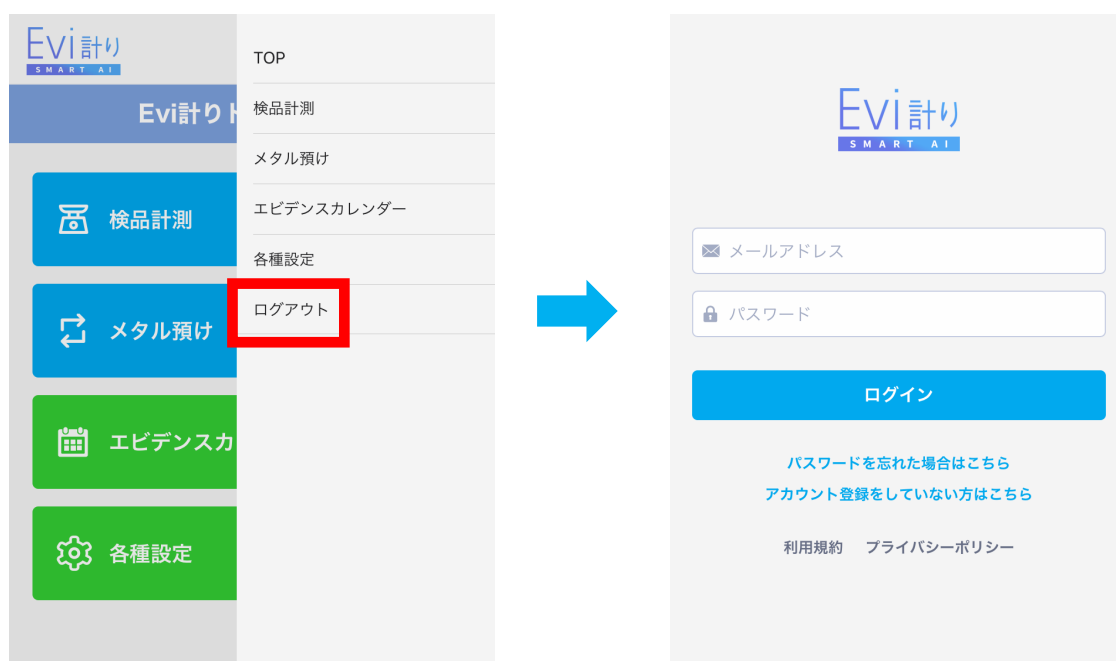 Evi計り
SMART AI
Evi計り
検品計測
メタル預け
エビデンスカ
各種設定
TOP
検品計測
メタル預け
エビデンスカレンダー
各種設定
ログアウト
Evi計り
SMART AI
メールアドレス
パスワード
ログイン
パスワードを忘れた場合はこちら
アカウント登録をしていない方はこちら
利用規約 プライバシーポリシー